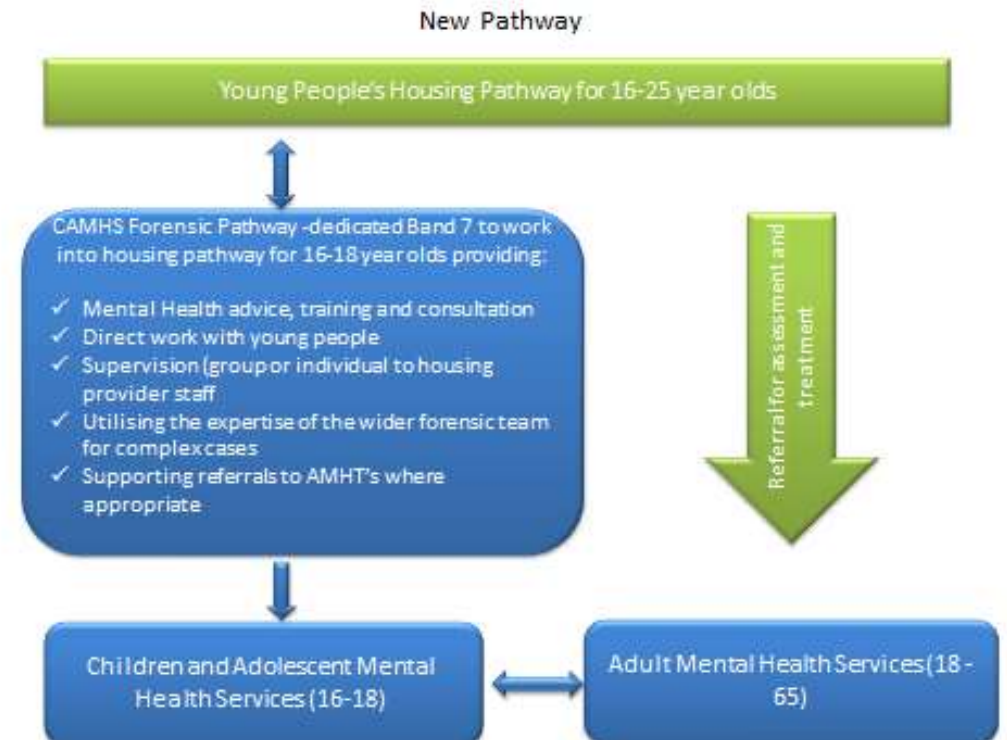 New Pathway
Young People's Housing Pathway for 16-25 year olds
CAMHS Forensic Pathway -dedicated Band 7 to work
into housing pathway for 16-18 year olds providing:
✓ Mental Health advice, training and consultation
✓ Direct work with young people
✓ Supervision (group or individual to housing
provider staff
✓ Utilising the expertise of the wider forensic team
for complex cases
✓ Supporting referrals to AMHT's where
appropriate
Referral for assessment and
treatment
Children and Adolescent Mental
Health Services (16-18)
Adult Mental Health Services (18 -
65)